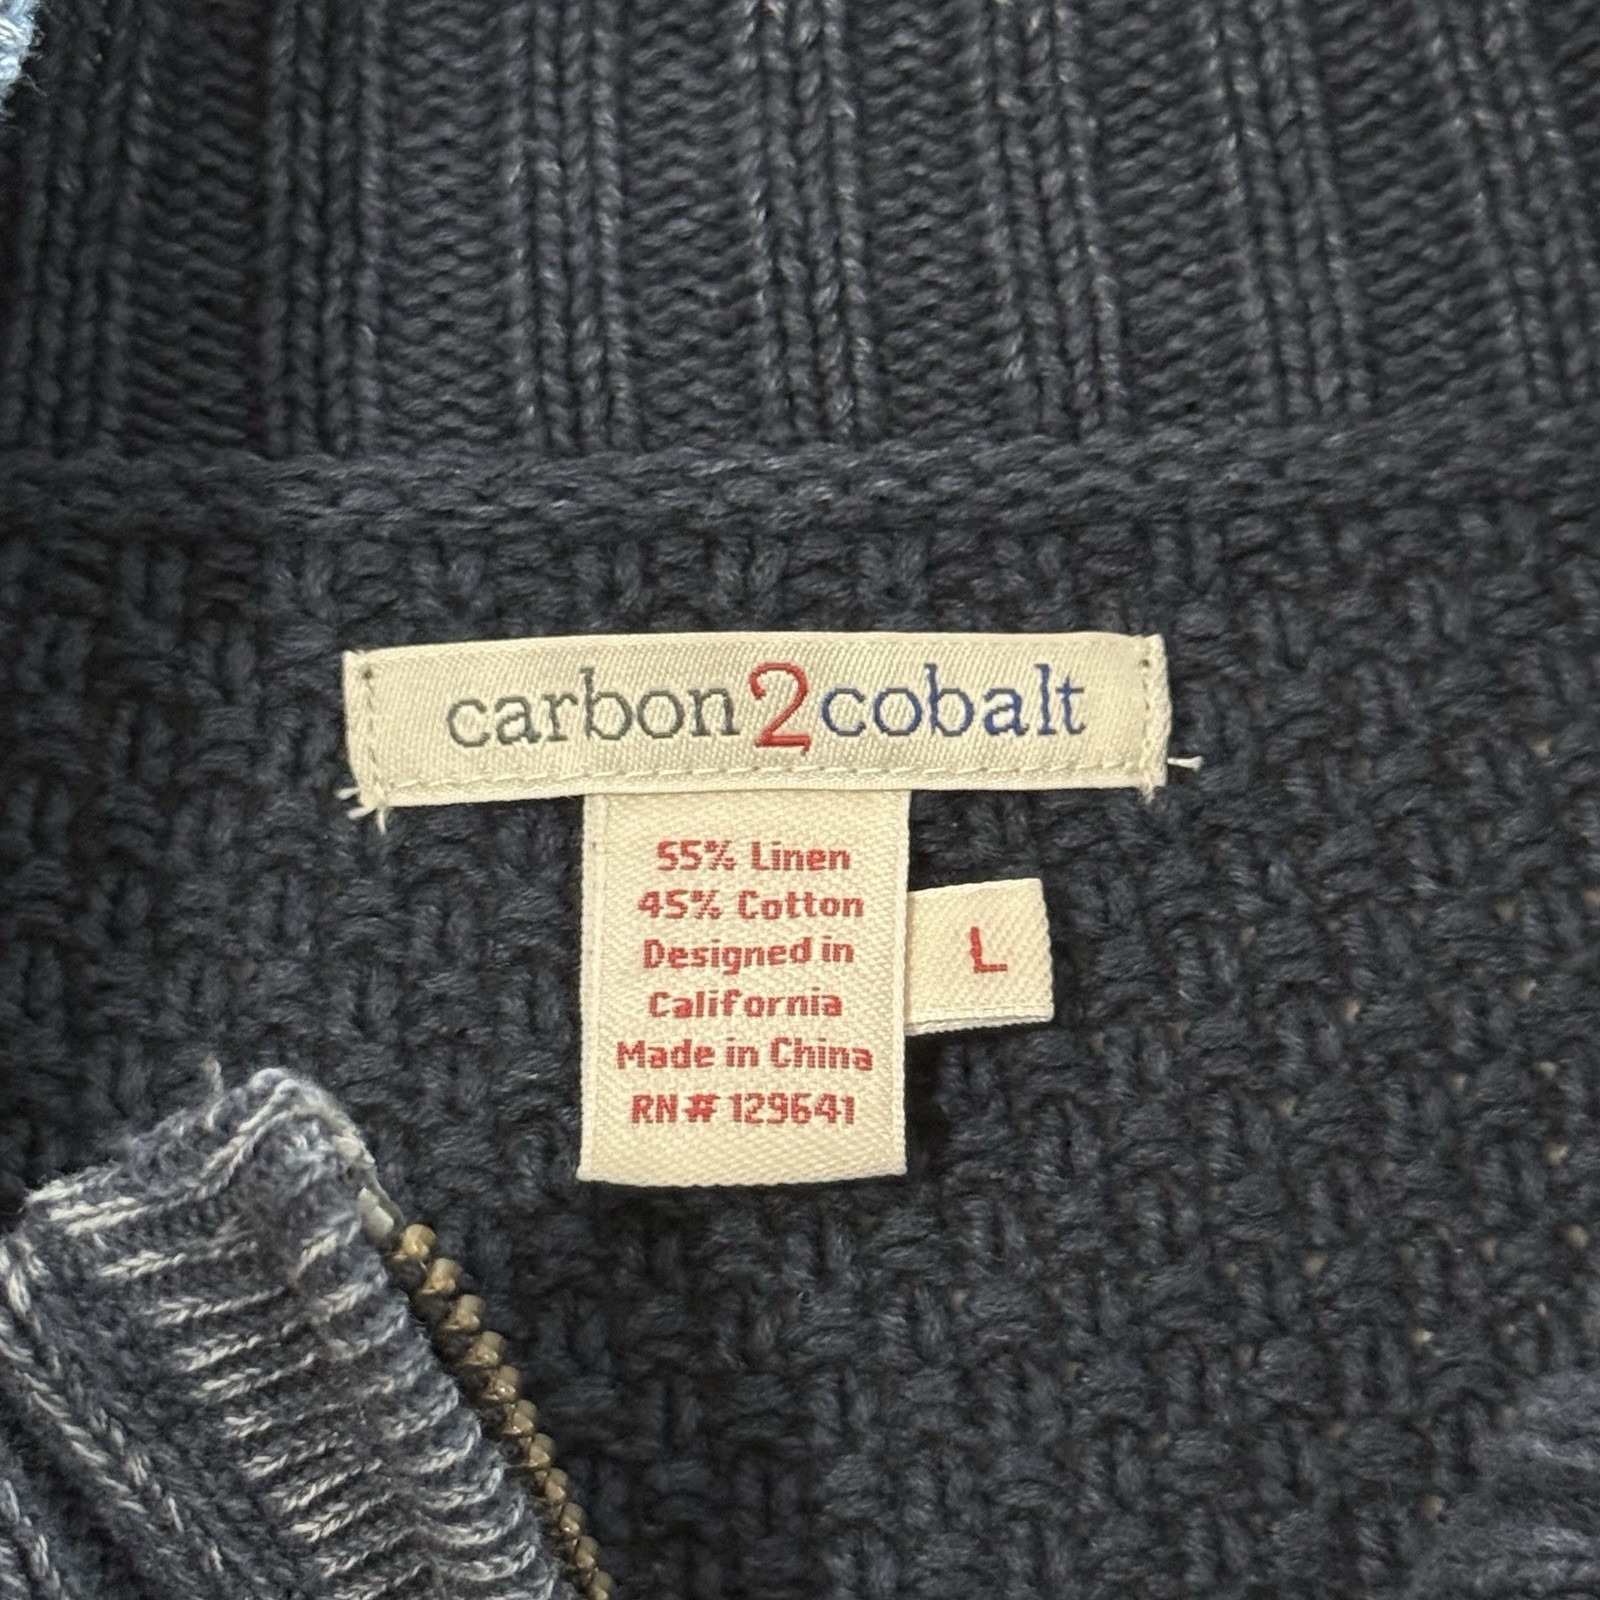 carbon2cobalt
55% Linen
45% Cotton
Designed in
California
Made in China
RN# 129641
L